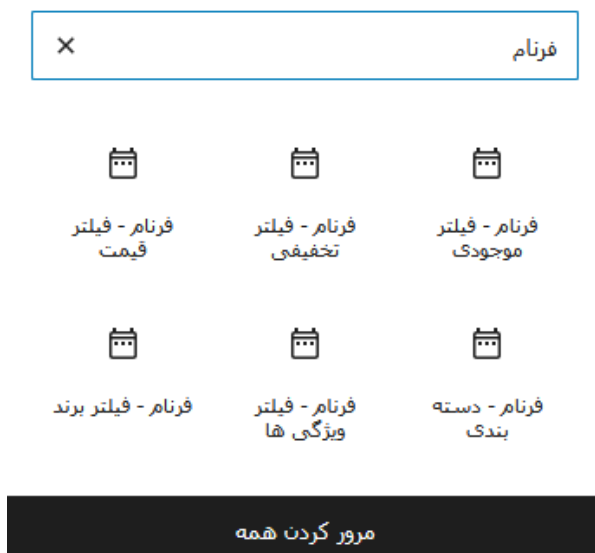 فرنام
فرنام - فیلتر
موجودی
فرنام - فیلتر
تخفیفی
فرنام - فیلتر
قیمت
فرنام - دسته
بندی
فرنام - فیلتر
ویژگی ها
فرنام - فیلتر برند
مرور کردن همه